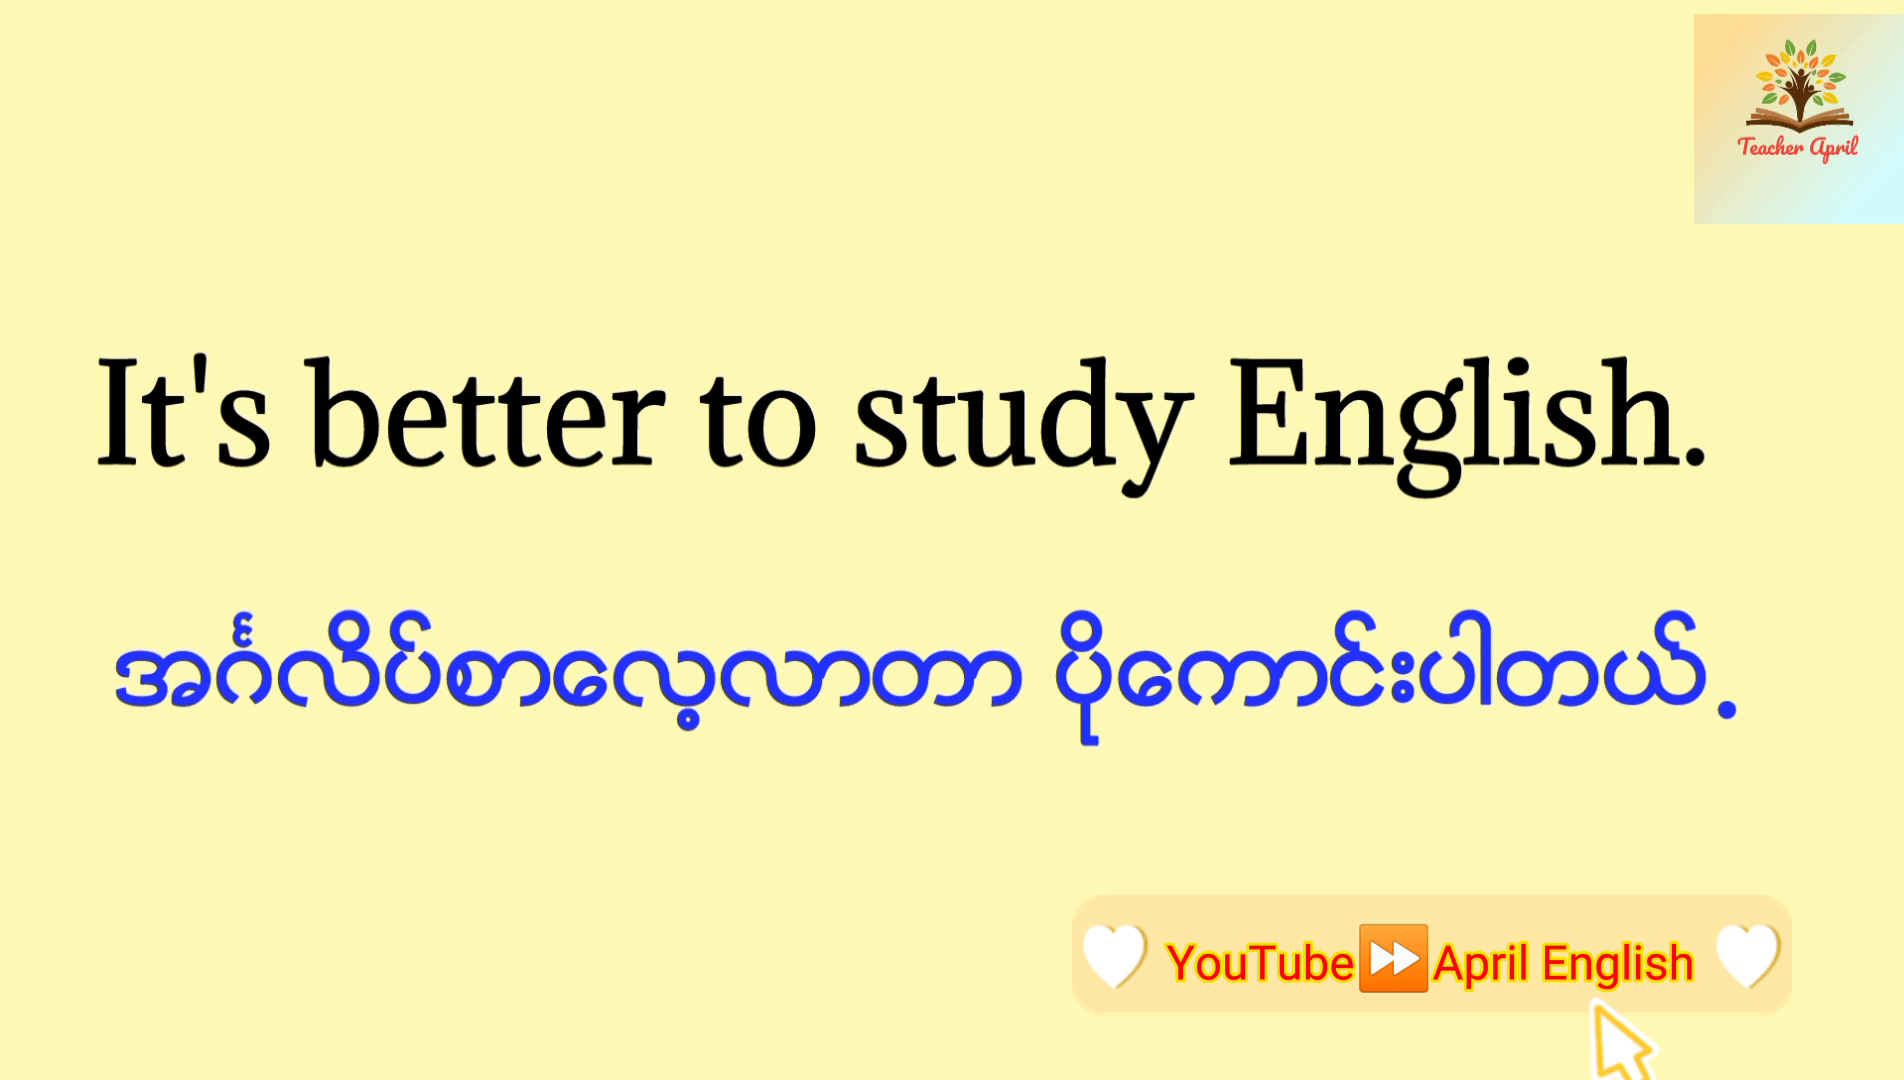 Teacher April
It's better to study English.
အင်္ဂလိပ်စာလေ့လာတာ ပိုကောင်းပါတယ်.
YouTube⏩April English